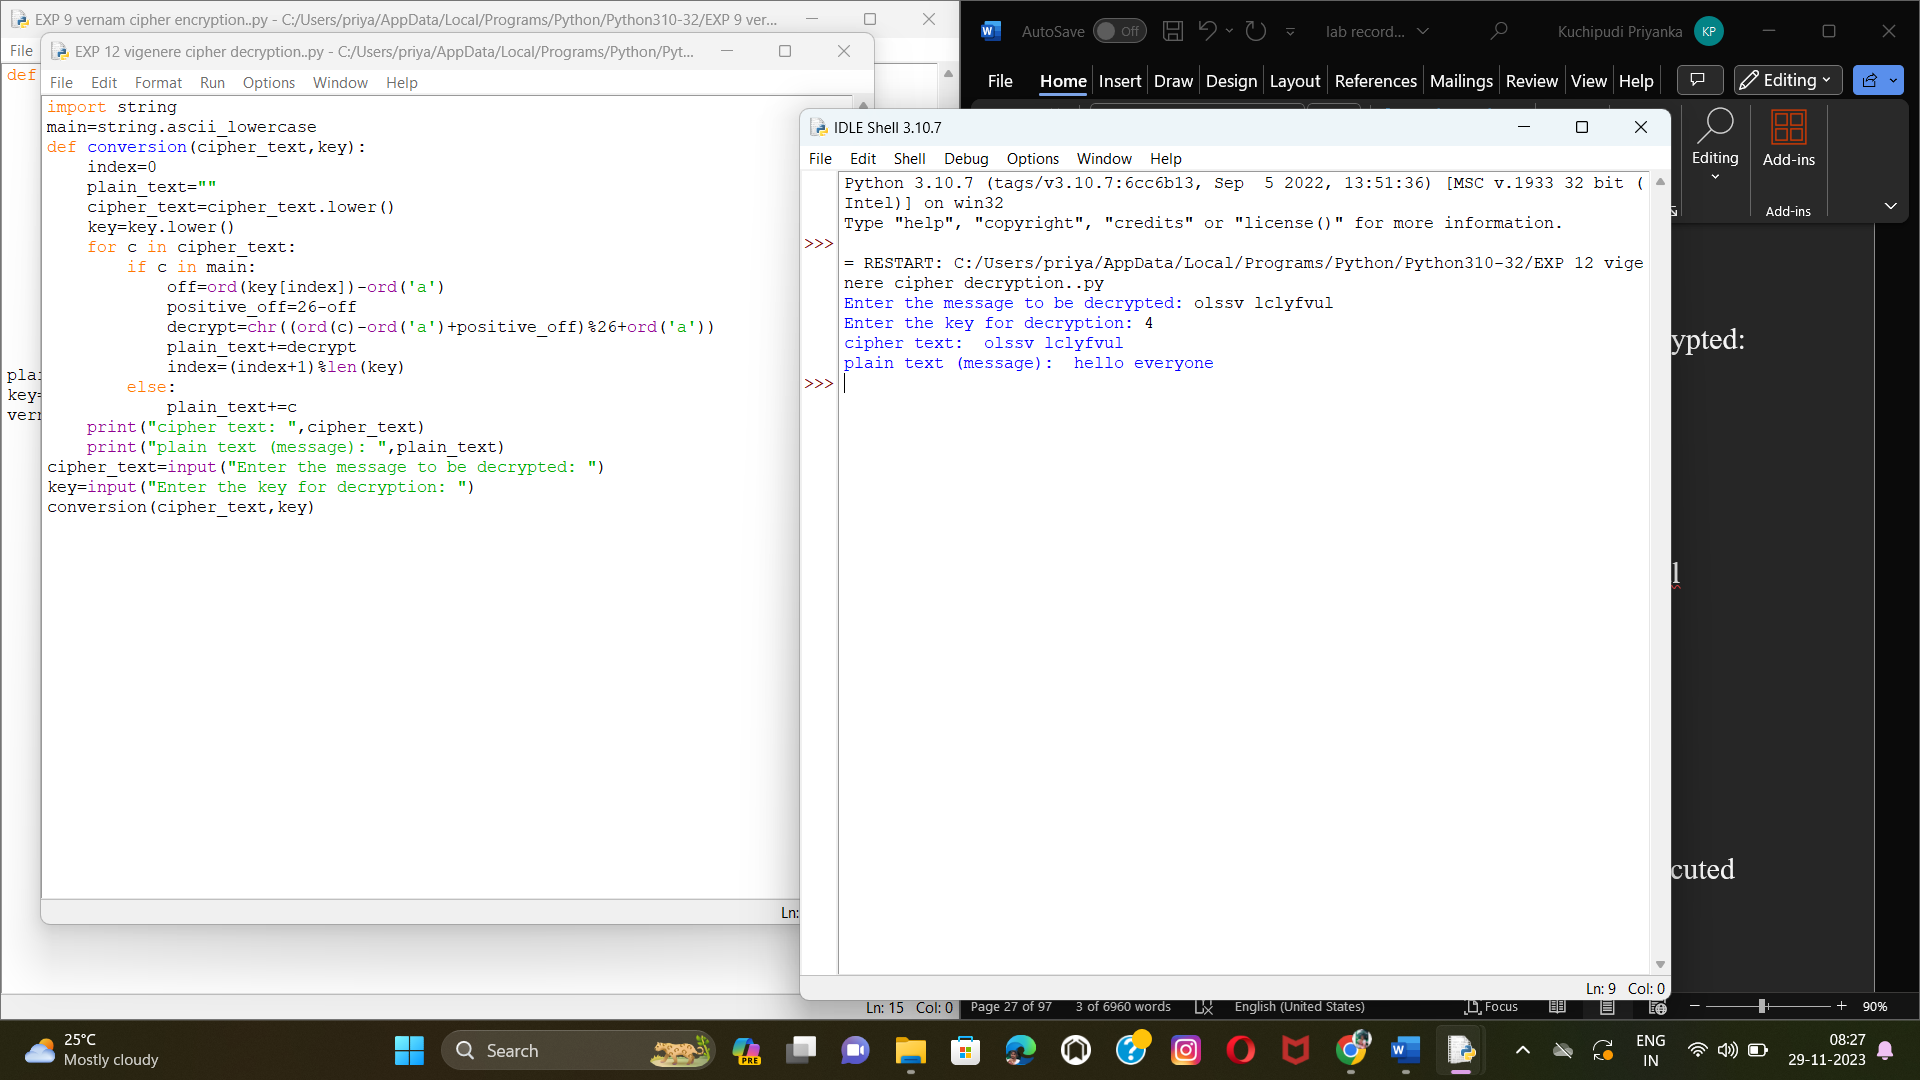 EXP 9 vernam cipher encryption..py - C:/Users/priya/AppData/Local/Programs/Python/Python310-32/EXP 9 ver...
File
def
plai
key=
vern
Ln: 15 Col: 0
EXP 12 vigenere cipher decryption..py - C:/Users/priya/AppData/Local/Programs/Python/Pyt...
File Edit Format Run Options Window Help
import string
main=string.ascii_lowercase
def conversion(cipher_text,key):
    index=0
    plain_text=""
    cipher_text=cipher_text.lower()
    key=key.lower()
    for c in cipher_text:
        if c in main:
            off=ord(key[index])-ord('a')
            positive_off=26-off
            decrypt=chr((ord(c)-ord('a')+positive_off)%26+ord('a'))
            plain_text+=decrypt
            index=(index+1)%len(key)
        else:
            plain_text+=c
    print("cipher text: ",cipher_text)
    print("plain text (message): ",plain_text)
cipher_text=input("Enter the message to be decrypted: ")
key=input("Enter the key for decryption: ")
conversion(cipher_text,key)
Ln:
AutoSave Off lab record... Kuchipudi Priyanka KP
File Home Insert Draw Design Layout References Mailings Review View Help Editing
Editing
Add-ins
Add-ins
IDLE Shell 3.10.7
File Edit Shell Debug Options Window Help
Python 3.10.7 (tags/v3.10.7:6cc6b13, Sep  5 2022, 13:51:36) [MSC v.1933 32 bit (
Intel)] on win32
Type "help", "copyright", "credits" or "license()" for more information.
>>>
= RESTART: C:/Users/priya/AppData/Local/Programs/Python/Python310-32/EXP 12 vige
nere cipher decryption..py
Enter the message to be decrypted: olssv lclyfvul
Enter the key for decryption: 4
cipher text:  olssv lclyfvul
plain text (message):  hello everyone
>>>
Ln: 9 Col: 0
ypted:
l
cuted
Page 27 of 97 3 of 6960 words English (United States) Focus 90%
25°C
Mostly cloudy
Search
PRE
ENG
IN
08:27
29-11-2023